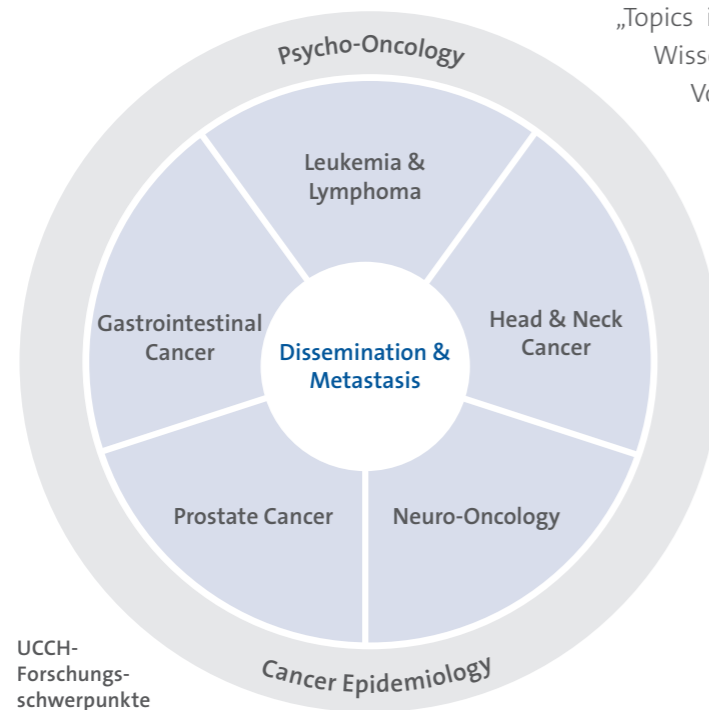 „Topics
Psycho-Oncology
Leukemia &
Lymphoma
Gastrointestinal
Cancer
Head & Neck
Cancer
Dissemination &
Metastasis
Prostate Cancer
Neuro-Oncology
Cancer Epidemiology
UCCH-
Forschungs-
schwerpunkte